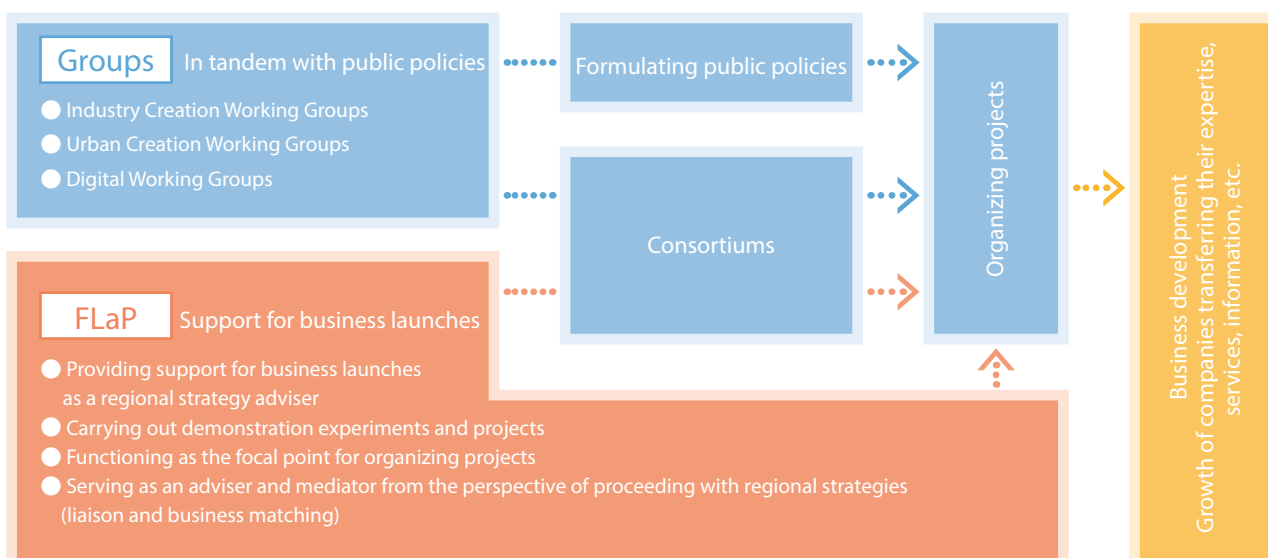 Groups In tandem with public policies
● Industry Creation Working Groups
● Urban Creation Working Groups
● Digital Working Groups
Formulating public policies
Consortiums
FLaP Support for business launches
● Providing support for business launches
as a regional strategy adviser
● Carrying out demonstration experiments and projects
● Functioning as the focal point for organizing projects
● Serving as an adviser and mediator from the perspective of proceeding with regional strategies
(liaison and business matching)
Organizing projects
Business development
Growth of companies transferring their expertise,
services, information, etc.